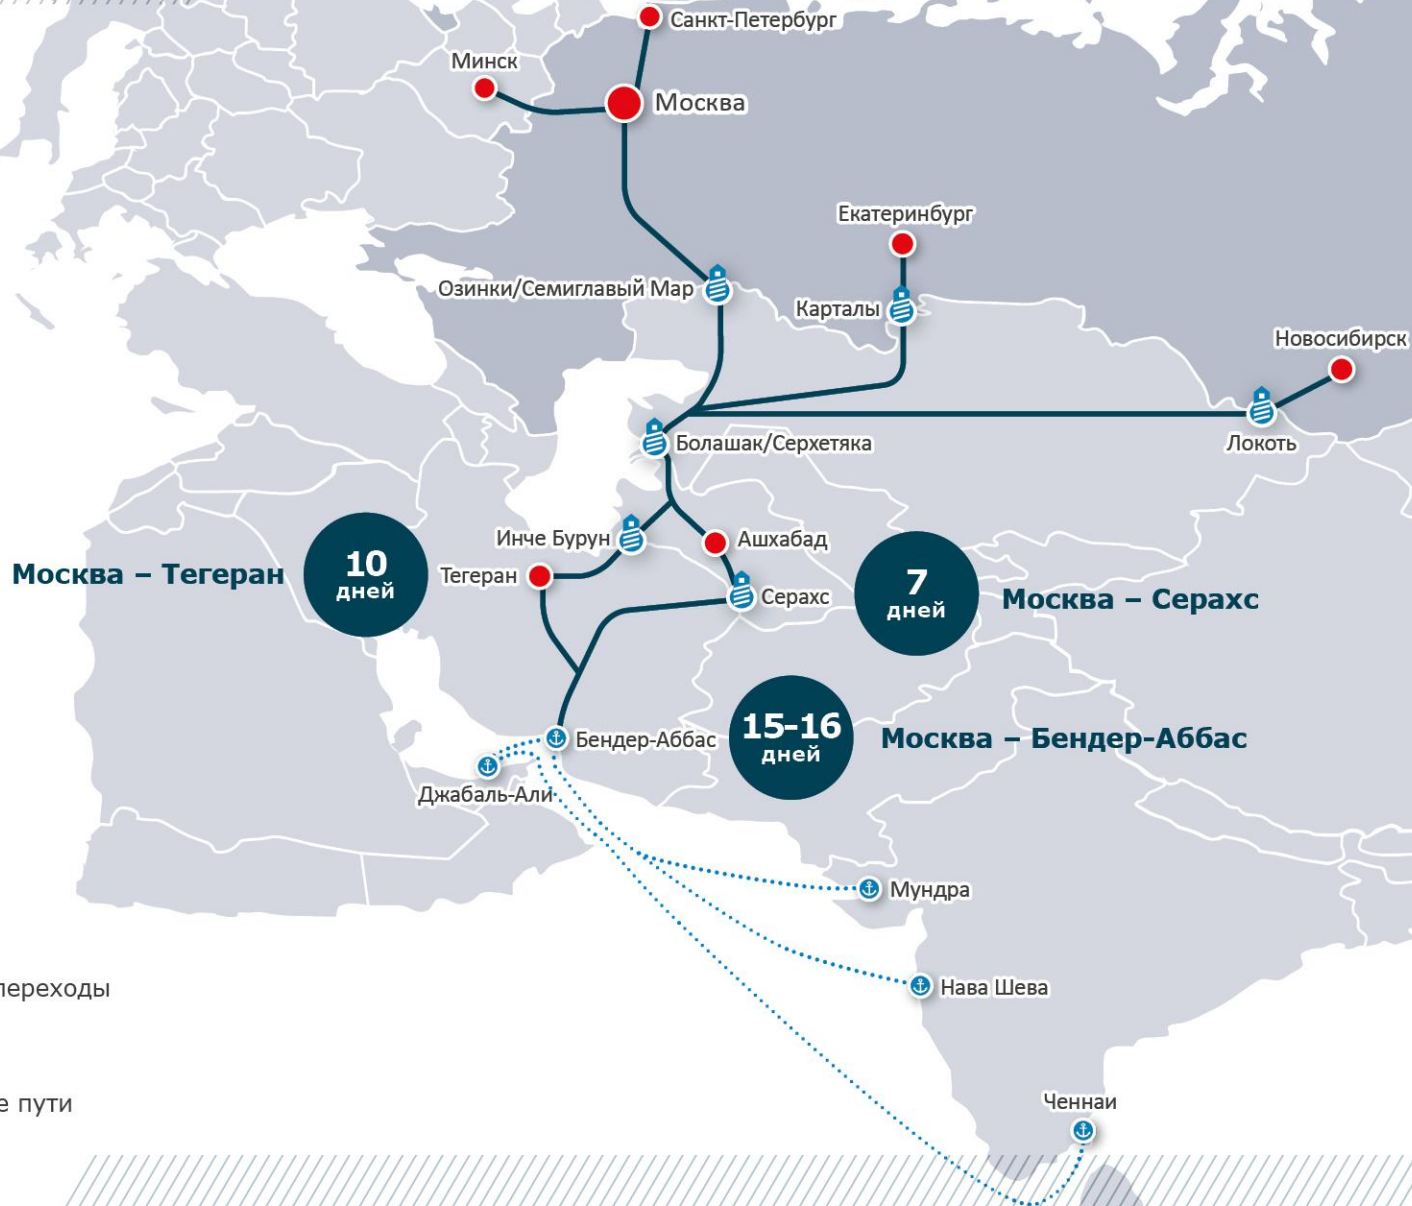 Санкт-Петербург
Минск
Москва
Екатеринбург
Озинки/Семиглавый Мар
Карталы
Новосибирск
Болашак/Серхетяка
Локоть
Инче Бурун
Ашхабад
Москва – Тегеран
10
дней
Тегеран
Серахс
7
дней
Москва – Серахс
15-16
дней
Москва – Бендер-Аббас
Бендер-Аббас
Джабаль-Али
Мундра
Нава Шева
переходы
е пути
Ченнаи